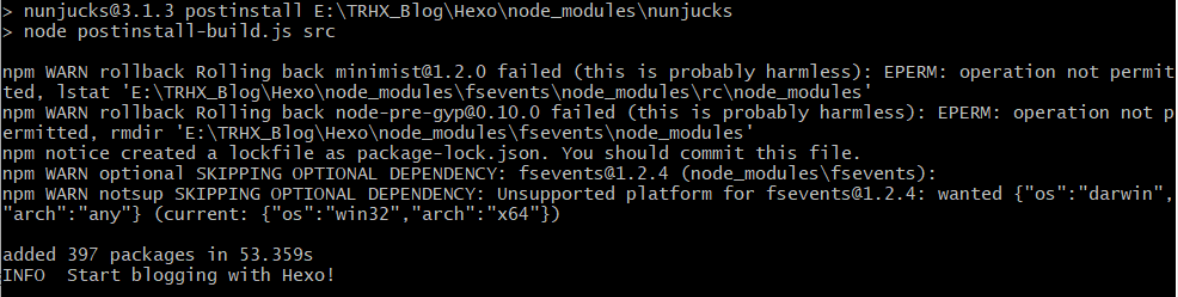 > nunjucks@3.1.3 postinstall E:\TRHX_Blog\Hexo\node_modules\nunjucks
> node postinstall-build.js src
npm WARN rollback Rolling back minimist@1.2.0 failed (this is probably harmless): EPERM: operation not permit
ted, lstat 'E:\TRHX_Blog\Hexo\node_modules\fsevents\node_modules\rc\node_modules'
npm WARN rollback Rolling back node-pre-gyp@0.10.0 failed (this is probably harmless): EPERM: operation not p
ermitted, rmdir 'E:\TRHX_Blog\Hexo\node_modules\fsevents\node_modules'
npm notice created a lockfile as package-lock.json. You should commit this file.
npm WARN optional SKIPPING OPTIONAL DEPENDENCY: fsevents@1.2.4 (node_modules\fsevents):
npm WARN notsup SKIPPING OPTIONAL DEPENDENCY: Unsupported platform for fsevents@1.2.4: wanted {"os":"darwin",
"arch":"any"} (current: {"os":"win32","arch":"x64"})
added 397 packages in 53.359s
INFO  Start blogging with Hexo!